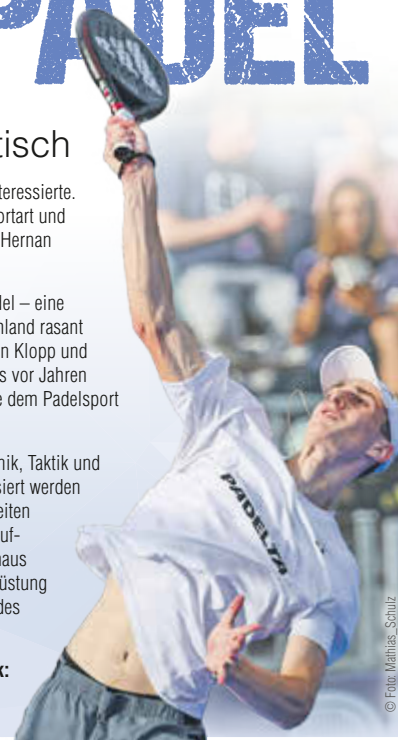 PADEL
tisch
teressierte.
ortart und
Hernan
del – eine
hland rasant
n Klopp und
s vor Jahren
e dem Padelsport
nik, Taktik und
siert werden
eiten
uf-
haus
üstung
des
k:
PADELTA
© Foto: Mathias_Schulz